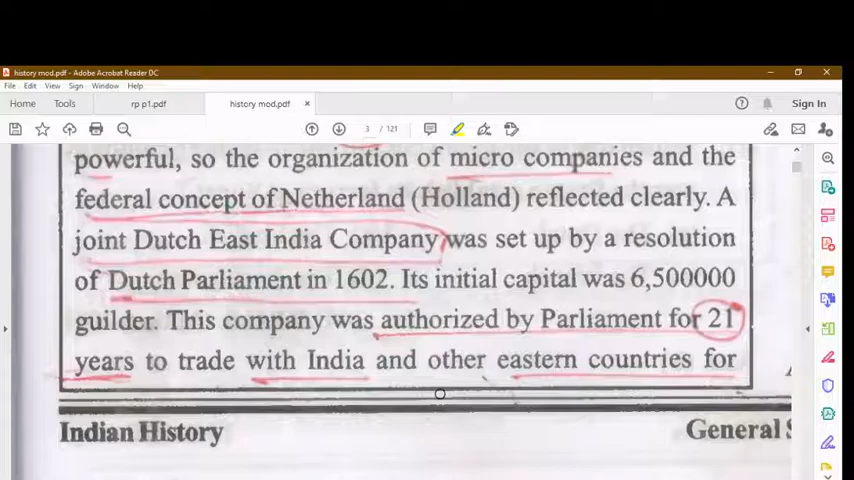 history mod.pdf - Adobe Acrobat Reader DC
File Edit View Sign Window Help
Home Tools rp p1.pdf history mod.pdf × Sign In
3 / 121
powerful, so the organization of micro companies and the
federal concept of Netherland (Holland) reflected clearly. A
joint Dutch East India Company was set up by a resolution
of Dutch Parliament in 1602. Its initial capital was 6,500000
guilder. This company was authorized by Parliament for 21
years to trade with India and other eastern countries for
Indian History General S